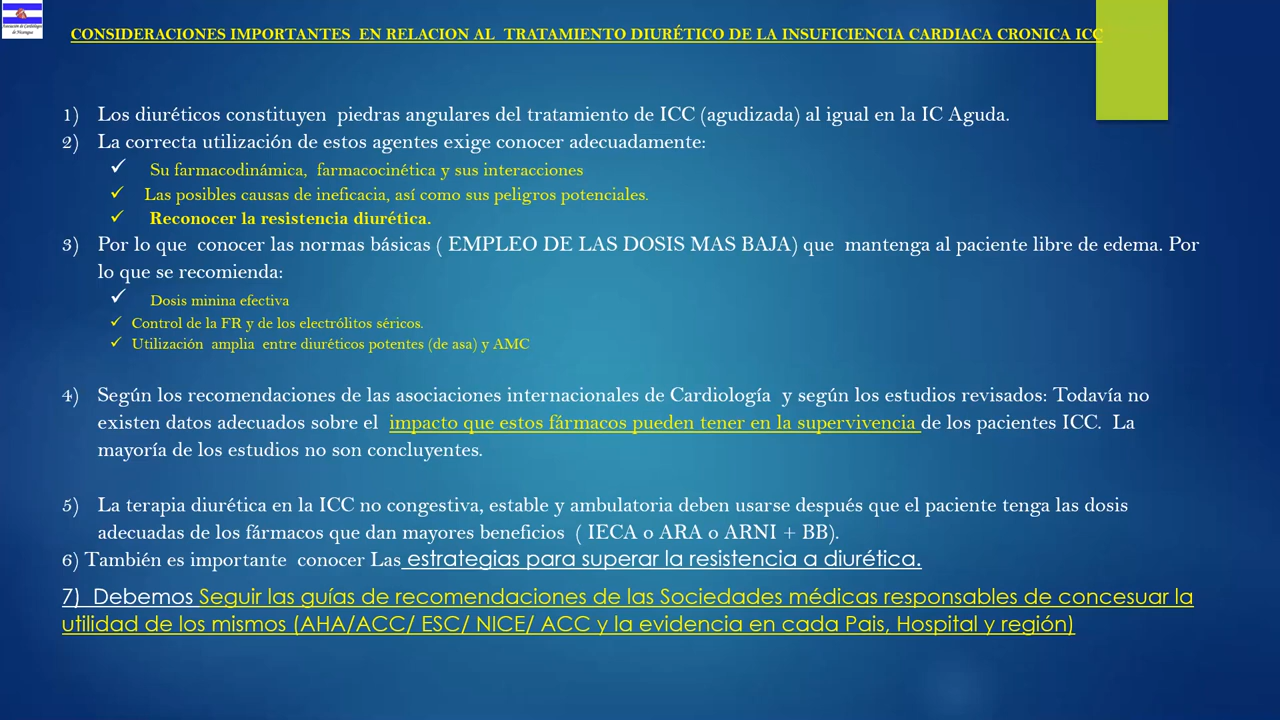 Asociación de Cardiólogos
de Nicaragua
CONSIDERACIONES IMPORTANTES EN RELACION AL TRATAMIENTO DIURÉTICO DE LA INSUFICIENCIA CARDIACA CRONICA ICC
1) Los diuréticos constituyen piedras angulares del tratamiento de ICC (agudizada) al igual en la IC Aguda.
2) La correcta utilización de estos agentes exige conocer adecuadamente:
✓ Su farmacodinámica, farmacocinética y sus interacciones
✓ Las posibles causas de ineficacia, así como sus peligros potenciales.
✓ Reconocer la resistencia diurética.
3) Por lo que conocer las normas básicas ( EMPLEO DE LAS DOSIS MAS BAJA) que mantenga al paciente libre de edema. Por
lo que se recomienda:
✓ Dosis minina efectiva
✓ Control de la FR y de los electrólitos séricos.
✓ Utilización amplia entre diuréticos potentes (de asa) y AMC
4) Según los recomendaciones de las asociaciones internacionales de Cardiología y según los estudios revisados: Todavía no
existen datos adecuados sobre el impacto que estos fármacos pueden tener en la supervivencia de los pacientes ICC. La
mayoría de los estudios no son concluyentes.
5) La terapia diurética en la ICC no congestiva, estable y ambulatoria deben usarse después que el paciente tenga las dosis
adecuadas de los fármacos que dan mayores beneficios ( IECA o ARA o ARNI + BB).
6) También es importante conocer Las estrategias para superar la resistencia a diurética.
7) Debemos Seguir las guías de recomendaciones de las Sociedades médicas responsables de concesuar la
utilidad de los mismos (AHA/ACC/ ESC/ NICE/ ACC y la evidencia en cada Pais, Hospital y región)